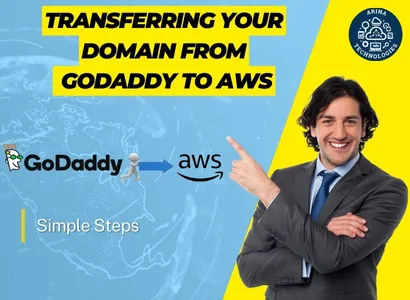 TRANSFERRING YOUR
DOMAIN FROM
GODADDY TO AWS
ARINA
TECHNOLOGIES
GoDaddy
aws
Simple Steps